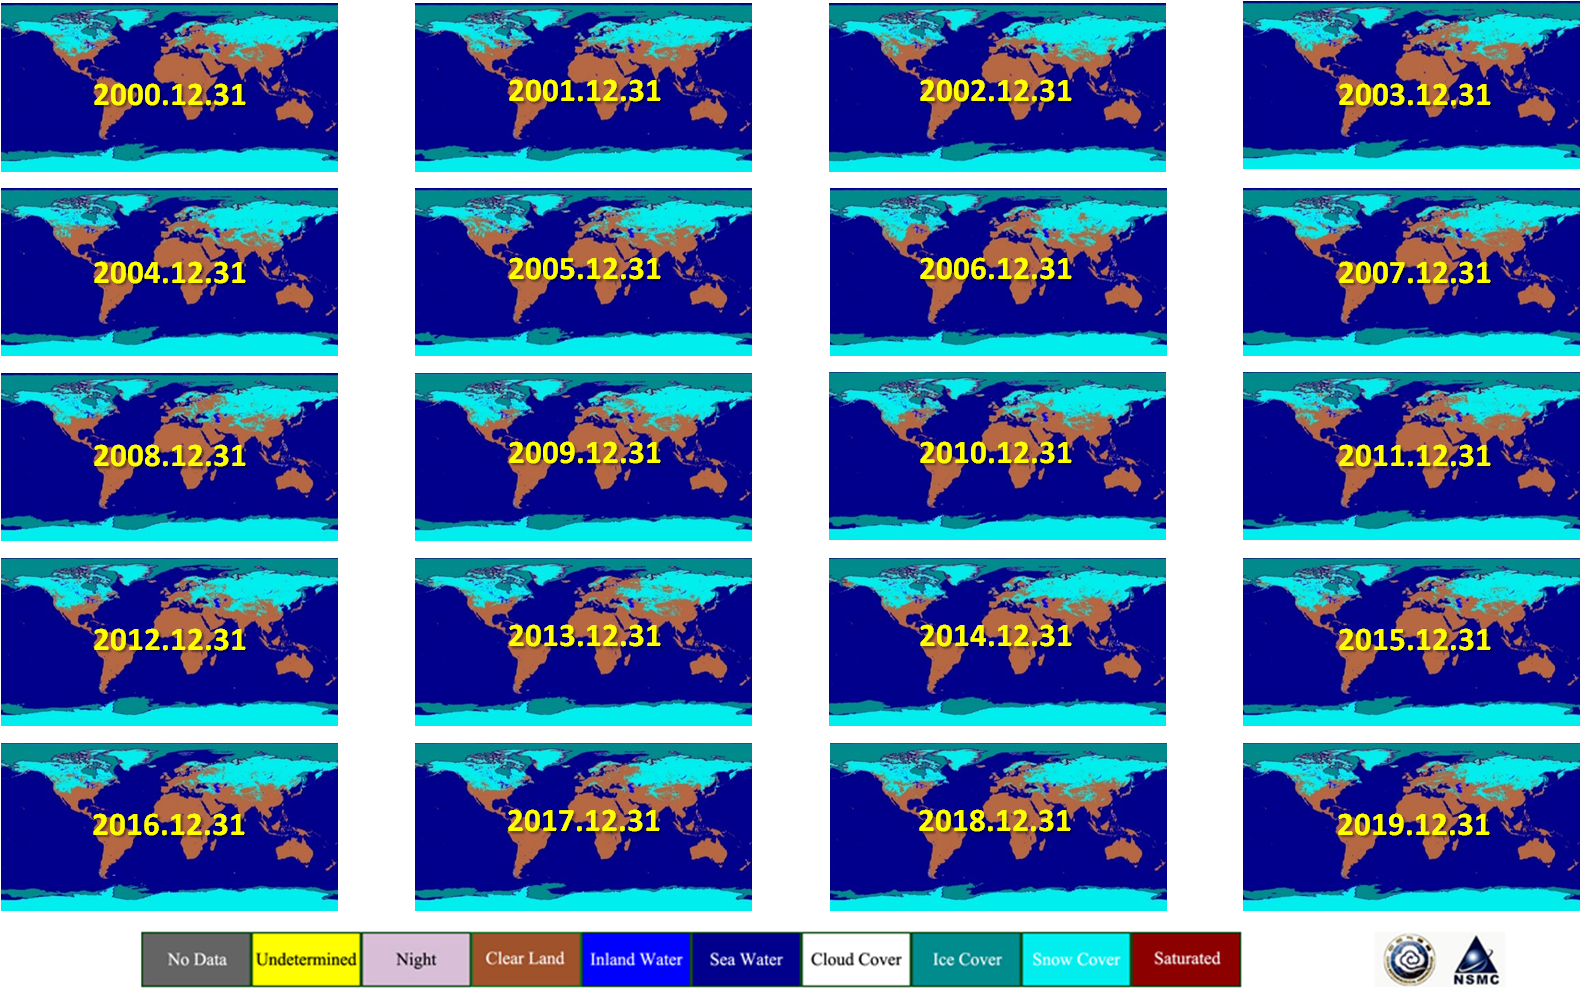 2000.12.31
2001.12.31
2002.12.31
2003.12.31
2004.12.31
2005.12.31
2006.12.31
2007.12.31
2008.12.31
2009.12.31
2010.12.31
2011.12.31
2012.12.31
2013.12.31
2014.12.31
2015.12.31
2016.12.31
2017.12.31
2018.12.31
2019.12.31
No Data
Undetermined
Night
Clear Land
Inland Water
Sea Water
Cloud Cover
Ice Cover
Snow Cover
Saturated
NSMC